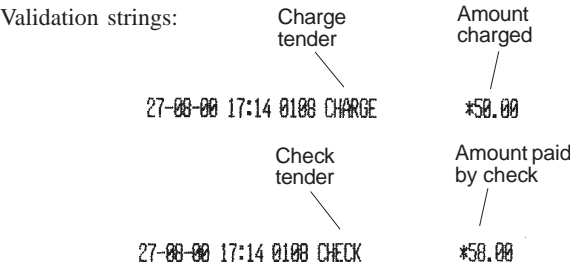 Validation strings:
Charge tender
Amount charged
27-08-00 17:14 0108 CHARGE *50.00
Check tender
Amount paid by check
27-08-00 17:14 0108 CHECK *58.00